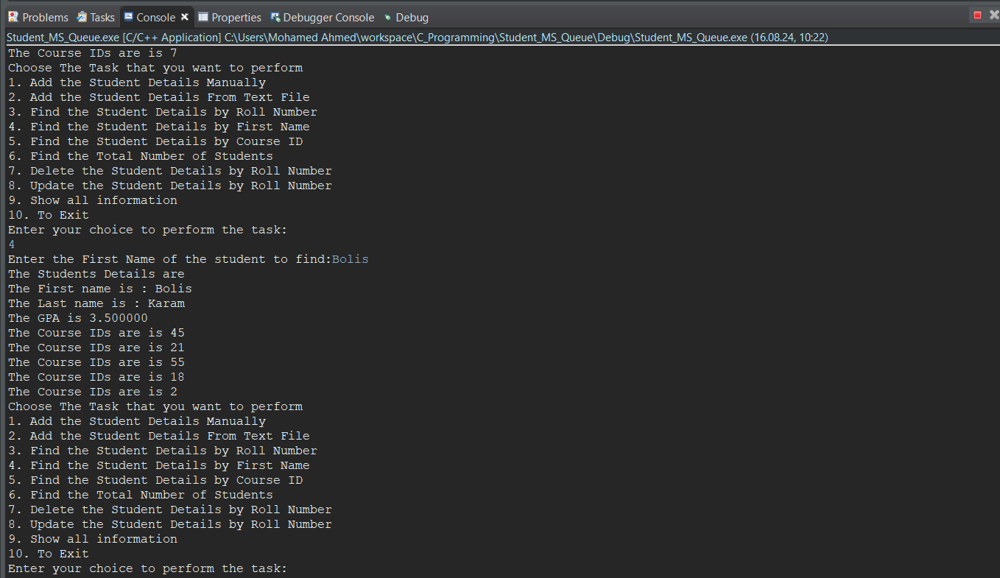 Problems Tasks Console Properties Debugger Console Debug
Student_MS_Queue.exe [C/C++ Application] C:\Users\Mohamed Ahmed\workspace\C_Programming\Student_MS_Queue\Debug\Student_MS_Queue.exe (16.08.24, 10:22)
The Course IDs are is 7
Choose The Task that you want to perform
1. Add the Student Details Manually
2. Add the Student Details From Text File
3. Find the Student Details by Roll Number
4. Find the Student Details by First Name
5. Find the Student Details by Course ID
6. Find the Total Number of Students
7. Delete the Student Details by Roll Number
8. Update the Student Details by Roll Number
9. Show all information
10. To Exit
Enter your choice to perform the task:
4
Enter the First Name of the student to find:Bolis
The Students Details are
The First name is : Bolis
The Last name is : Karam
The GPA is 3.500000
The Course IDs are is 45
The Course IDs are is 21
The Course IDs are is 55
The Course IDs are is 18
The Course IDs are is 2
Choose The Task that you want to perform
1. Add the Student Details Manually
2. Add the Student Details From Text File
3. Find the Student Details by Roll Number
4. Find the Student Details by First Name
5. Find the Student Details by Course ID
6. Find the Total Number of Students
7. Delete the Student Details by Roll Number
8. Update the Student Details by Roll Number
9. Show all information
10. To Exit
Enter your choice to perform the task: